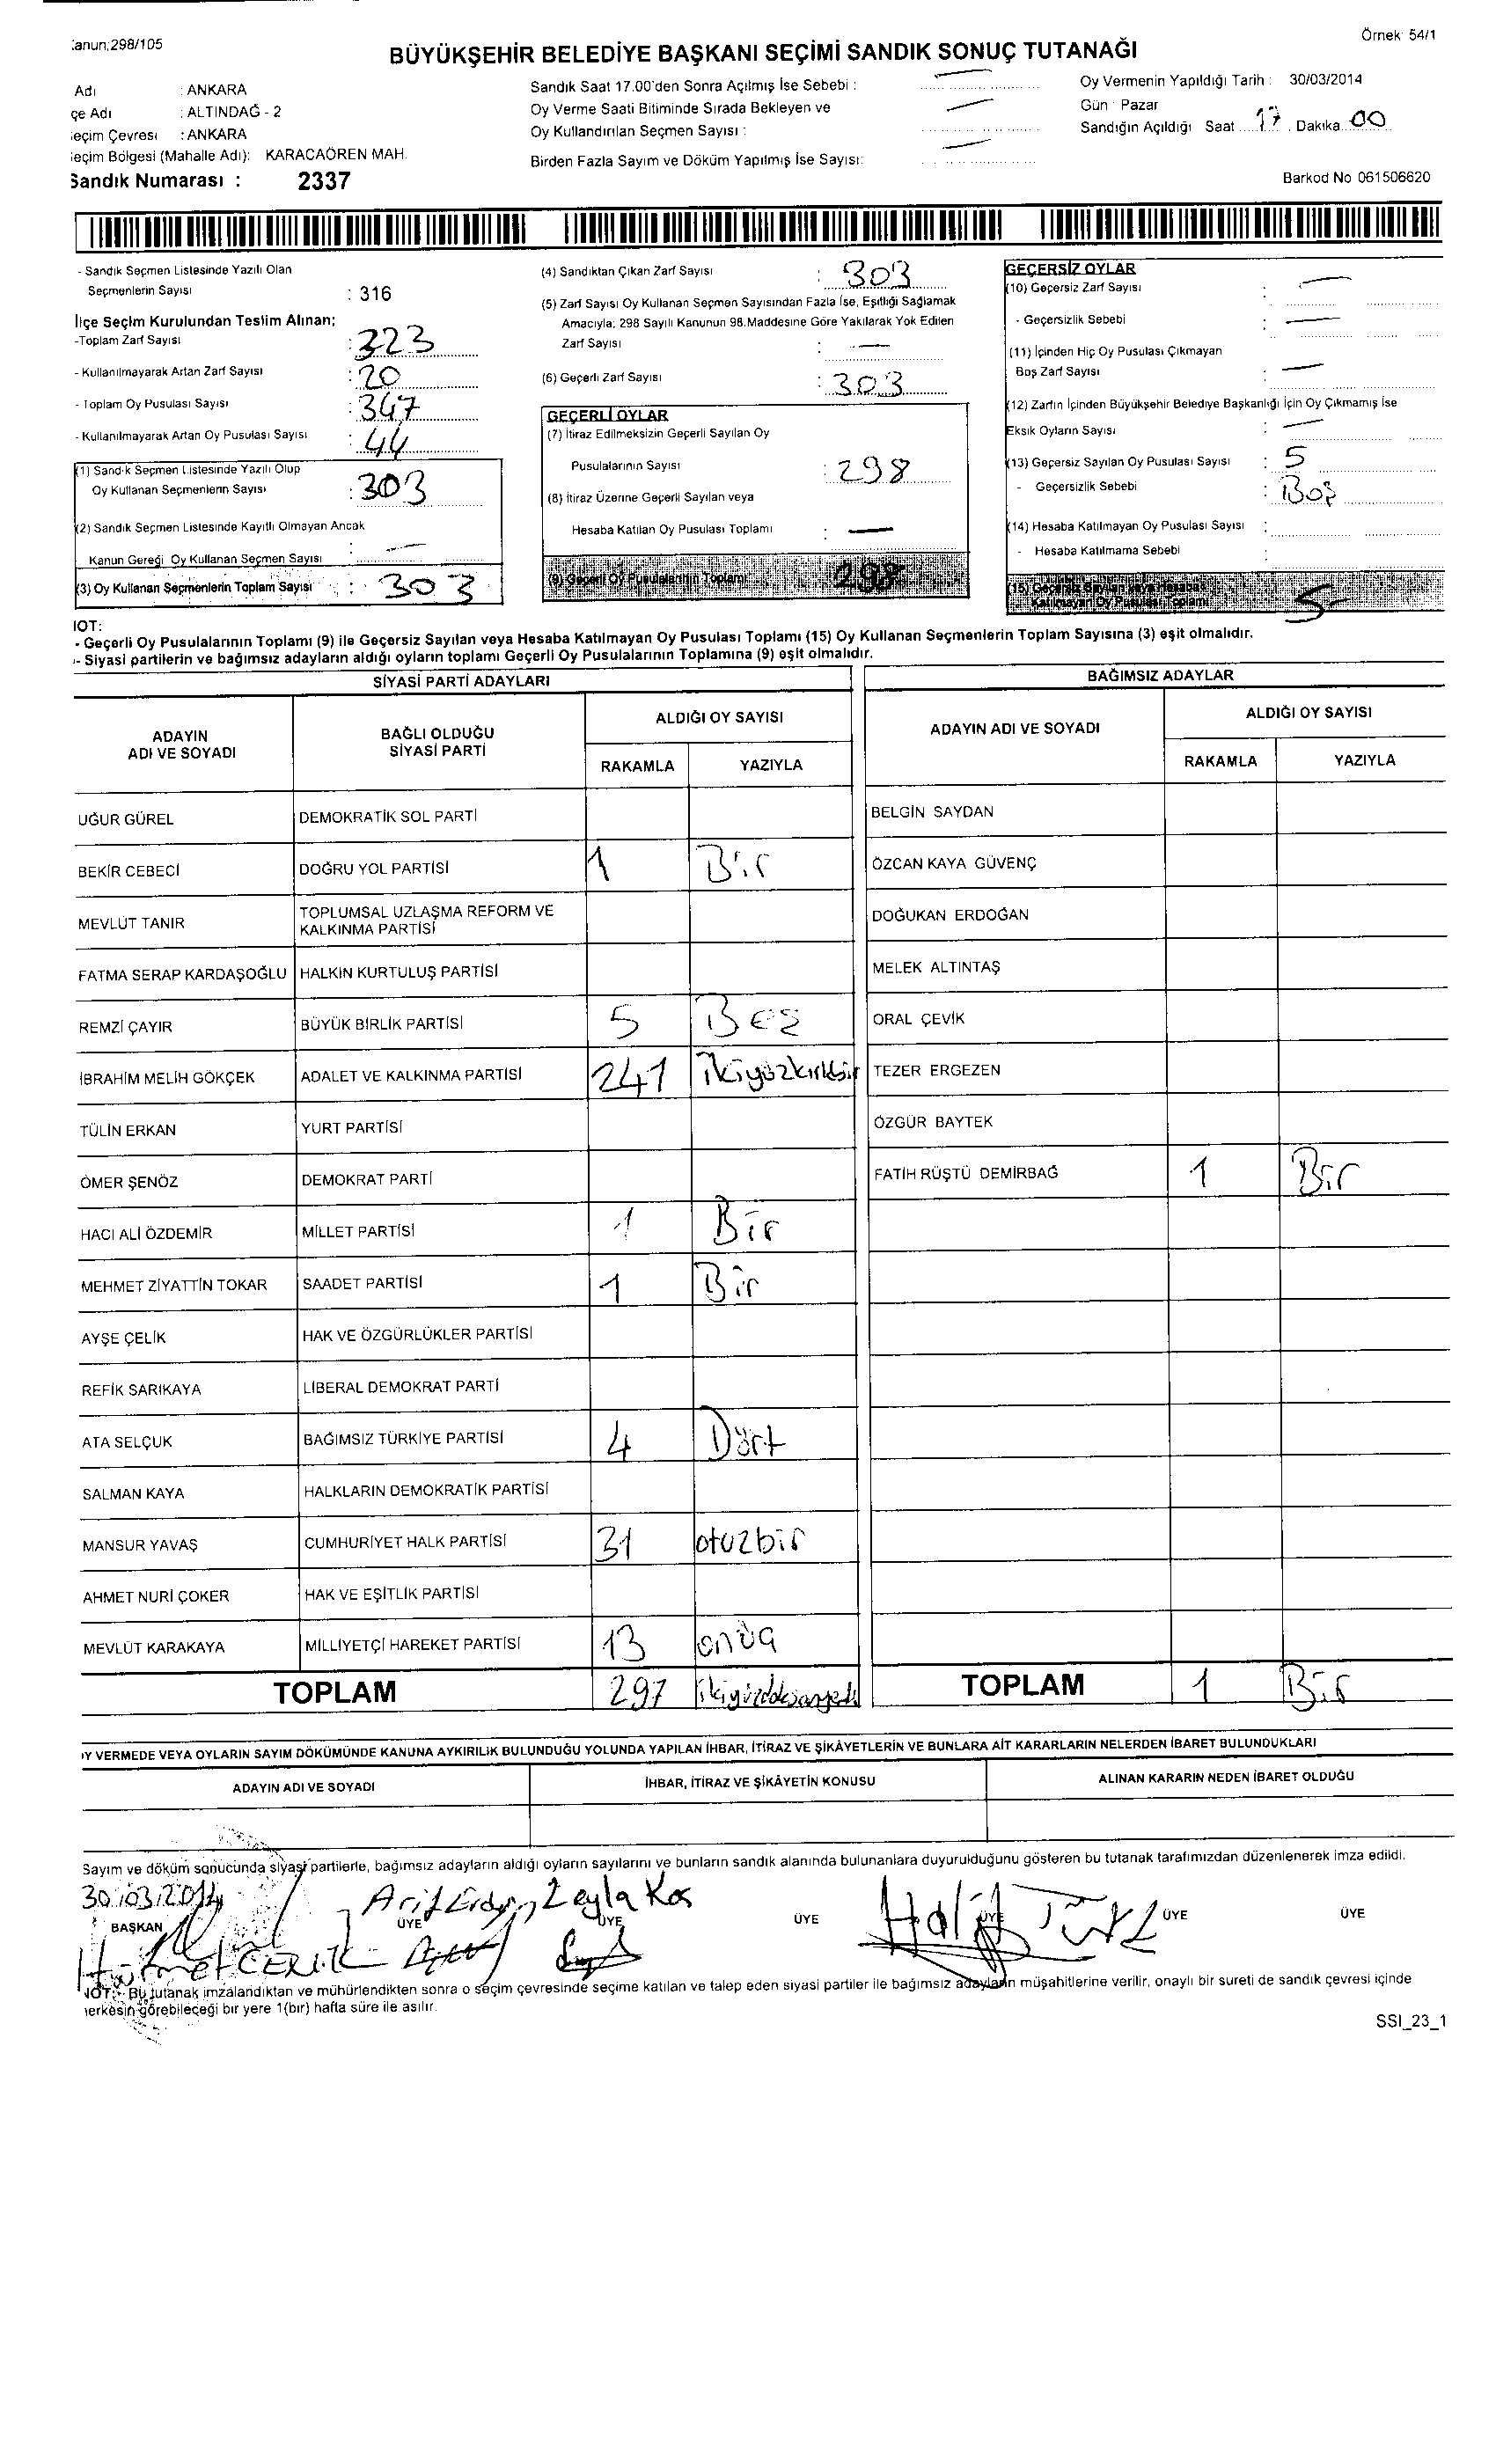 :anun;298/105
Örnek 54/1
BÜYÜKŞEHİR BELEDİYE BAŞKANI SEÇİMİ SANDIK SONUÇ TUTANAĞI
Adı : ANKARA
çe Adı : ALTINDAĞ - 2
eçim Çevresi : ANKARA
eçim Bölgesi (Mahalle Adı): KARACAÖREN MAH.
Sandık Numarası : 2337
Sandık Saat 17.00'den Sonra Açılmış İse Sebebi : —
Oy Verme Saati Bitiminde Sırada Bekleyen ve
Oy Kullandırılan Seçmen Sayısı : —
Birden Fazla Sayım ve Döküm Yapılmış İse Sayısı: —
Oy Vermenin Yapıldığı Tarih : 30/03/2014
Gün : Pazar
Sandığın Açıldığı Saat 17 Dakika 00
Barkod No 061506620
- Sandık Seçmen Listesinde Yazılı Olan
Seçmenlerin Sayısı : 316
İlçe Seçim Kurulundan Teslim Alınan:
-Toplam Zarf Sayısı : 323
- Kullanılmayarak Artan Zarf Sayısı : 20
- Toplam Oy Pusulası Sayısı : 347
- Kullanılmayarak Artan Oy Pusulası Sayısı : 44
(1) Sandık Seçmen Listesinde Yazılı Olup
Oy Kullanan Seçmenlerin Sayısı : 303
(2) Sandık Seçmen Listesinde Kayıtlı Olmayan Ancak
Kanun Gereği Oy Kullanan Seçmen Sayısı : —
(3) Oy Kullanan Seçmenlerin Toplam Sayısı : 303
(4) Sandıktan Çıkan Zarf Sayısı : 303
(5) Zarf Sayısı Oy Kullanan Seçmen Sayısından Fazla İse, Eşitliği Sağlamak
Amacıyla; 298 Sayılı Kanunun 98.Maddesine Göre Yakılarak Yok Edilen
Zarf Sayısı : —
(6) Geçerli Zarf Sayısı : 303
GEÇERLİ OYLAR
(7) İtiraz Edilmeksizin Geçerli Sayılan Oy
Pusulalarının Sayısı : 298
(8) İtiraz Üzerine Geçerli Sayılan veya
Hesaba Katılan Oy Pusulası Toplamı : —
(9) Geçerli Oy Pusulalarının Toplamı 298
GEÇERSİZ OYLAR
(10) Geçersiz Zarf Sayısı : —
- Geçersizlik Sebebi : —
(11) İçinden Hiç Oy Pusulası Çıkmayan
Boş Zarf Sayısı : —
(12) Zarfın İçinden Büyükşehir Belediye Başkanlığı İçin Oy Çıkmamış İse
Eksik Oyların Sayısı : —
(13) Geçersiz Sayılan Oy Pusulası Sayısı : 5
- Geçersizlik Sebebi : Boş
(14) Hesaba Katılmayan Oy Pusulası Sayısı :
- Hesaba Katılmama Sebebi :
(15) Geçersiz Sayılan veya Hesaba
Katılmayan Oy Pusulası Toplamı 5
IOT:
- Geçerli Oy Pusulalarının Toplamı (9) ile Geçersiz Sayılan veya Hesaba Katılmayan Oy Pusulası Toplamı (15) Oy Kullanan Seçmenlerin Toplam Sayısına (3) eşit olmalıdır.
- Siyasi partilerin ve bağımsız adayların aldığı oyların toplamı Geçerli Oy Pusulalarının Toplamına (9) eşit olmalıdır.
SİYASİ PARTİ ADAYLARI
ADAYIN ADI VE SOYADI BAĞLI OLDUĞU SİYASİ PARTİ ALDIĞI OY SAYISI
RAKAMLA YAZIYLA
UĞUR GÜREL DEMOKRATİK SOL PARTİ
BEKİR CEBECİ DOĞRU YOL PARTİSİ 1 Bir
MEVLÜT TANIR TOPLUMSAL UZLAŞMA REFORM VE KALKINMA PARTİSİ
FATMA SERAP KARDAŞOĞLU HALKIN KURTULUŞ PARTİSİ
REMZİ ÇAYIR BÜYÜK BİRLİK PARTİSİ 5 Beş
İBRAHİM MELİH GÖKÇEK ADALET VE KALKINMA PARTİSİ 241 ikiyüzkırkbir
TÜLİN ERKAN YURT PARTİSİ
ÖMER ŞENÖZ DEMOKRAT PARTİ
HACI ALİ ÖZDEMİR MİLLET PARTİSİ 1 Bir
MEHMET ZİYATTİN TOKAR SAADET PARTİSİ 1 Bir
AYŞE ÇELİK HAK VE ÖZGÜRLÜKLER PARTİSİ
REFİK SARIKAYA LİBERAL DEMOKRAT PARTİ
ATA SELÇUK BAĞIMSIZ TÜRKİYE PARTİSİ 4 Dört
SALMAN KAYA HALKLARIN DEMOKRATİK PARTİSİ
MANSUR YAVAŞ CUMHURİYET HALK PARTİSİ 31 otuzbir
AHMET NURİ ÇOKER HAK VE EŞİTLİK PARTİSİ
MEVLÜT KARAKAYA MİLLİYETÇİ HAREKET PARTİSİ 13 onüç
TOPLAM 297 ikiyüzdoksanyedi
BAĞIMSIZ ADAYLAR
ADAYIN ADI VE SOYADI ALDIĞI OY SAYISI
RAKAMLA YAZIYLA
BELGİN SAYDAN
ÖZCAN KAYA GÜVENÇ
DOĞUKAN ERDOĞAN
MELEK ALTINTAŞ
ORAL ÇEVİK
TEZER ERGEZEN
ÖZGÜR BAYTEK
FATİH RÜŞTÜ DEMİRBAĞ 1 Bir
TOPLAM 1 Bir
IY VERMEDE VEYA OYLARIN SAYIM DÖKÜMÜNDE KANUNA AYKIRILIK BULUNDUĞU YOLUNDA YAPILAN İHBAR, İTİRAZ VE ŞİKÂYETLERİN VE BUNLARA AİT KARARLARIN NELERDEN İBARET BULUNDUKLARI
ADAYIN ADI VE SOYADI İHBAR, İTİRAZ VE ŞİKÂYETİN KONUSU ALINAN KARARIN NEDEN İBARET OLDUĞU
Sayım ve döküm sonucunda siyasi partilerle, bağımsız adayların aldığı oyların sayılarını ve bunların sandık alanında bulunanlara duyurulduğunu gösteren bu tutanak tarafımızdan düzenlenerek imza edildi.
30/03/2014
Arif Leyla Koş Halit
BAŞKAN ÜYE ÜYE ÜYE ÜYE ÜYE ÜYE
JOT:- Bu tutanak imzalandıktan ve mühürlendikten sonra o seçim çevresinde seçime katılan ve talep eden siyasi partiler ile bağımsız adayların müşahitlerine verilir, onaylı bir sureti de sandık çevresi içinde
ıerkesin görebileceği bir yere 1(bir) hafta süre ile asılır.
SSI_23_1